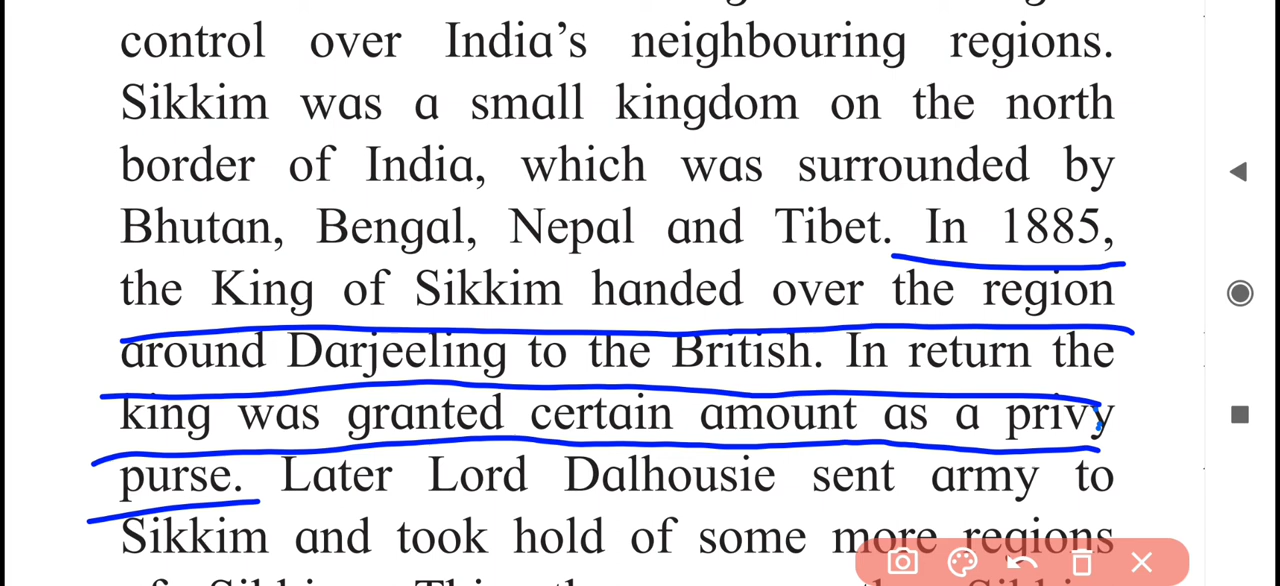 control over India's neighbouring regions.
Sikkim was a small kingdom on the north
border of India, which was surrounded by
Bhutan, Bengal, Nepal and Tibet. In 1885,
the King of Sikkim handed over the region
around Darjeeling to the British. In return the
king was granted certain amount as a privy
purse. Later Lord Dalhousie sent army to
Sikkim and took hold of some more regions